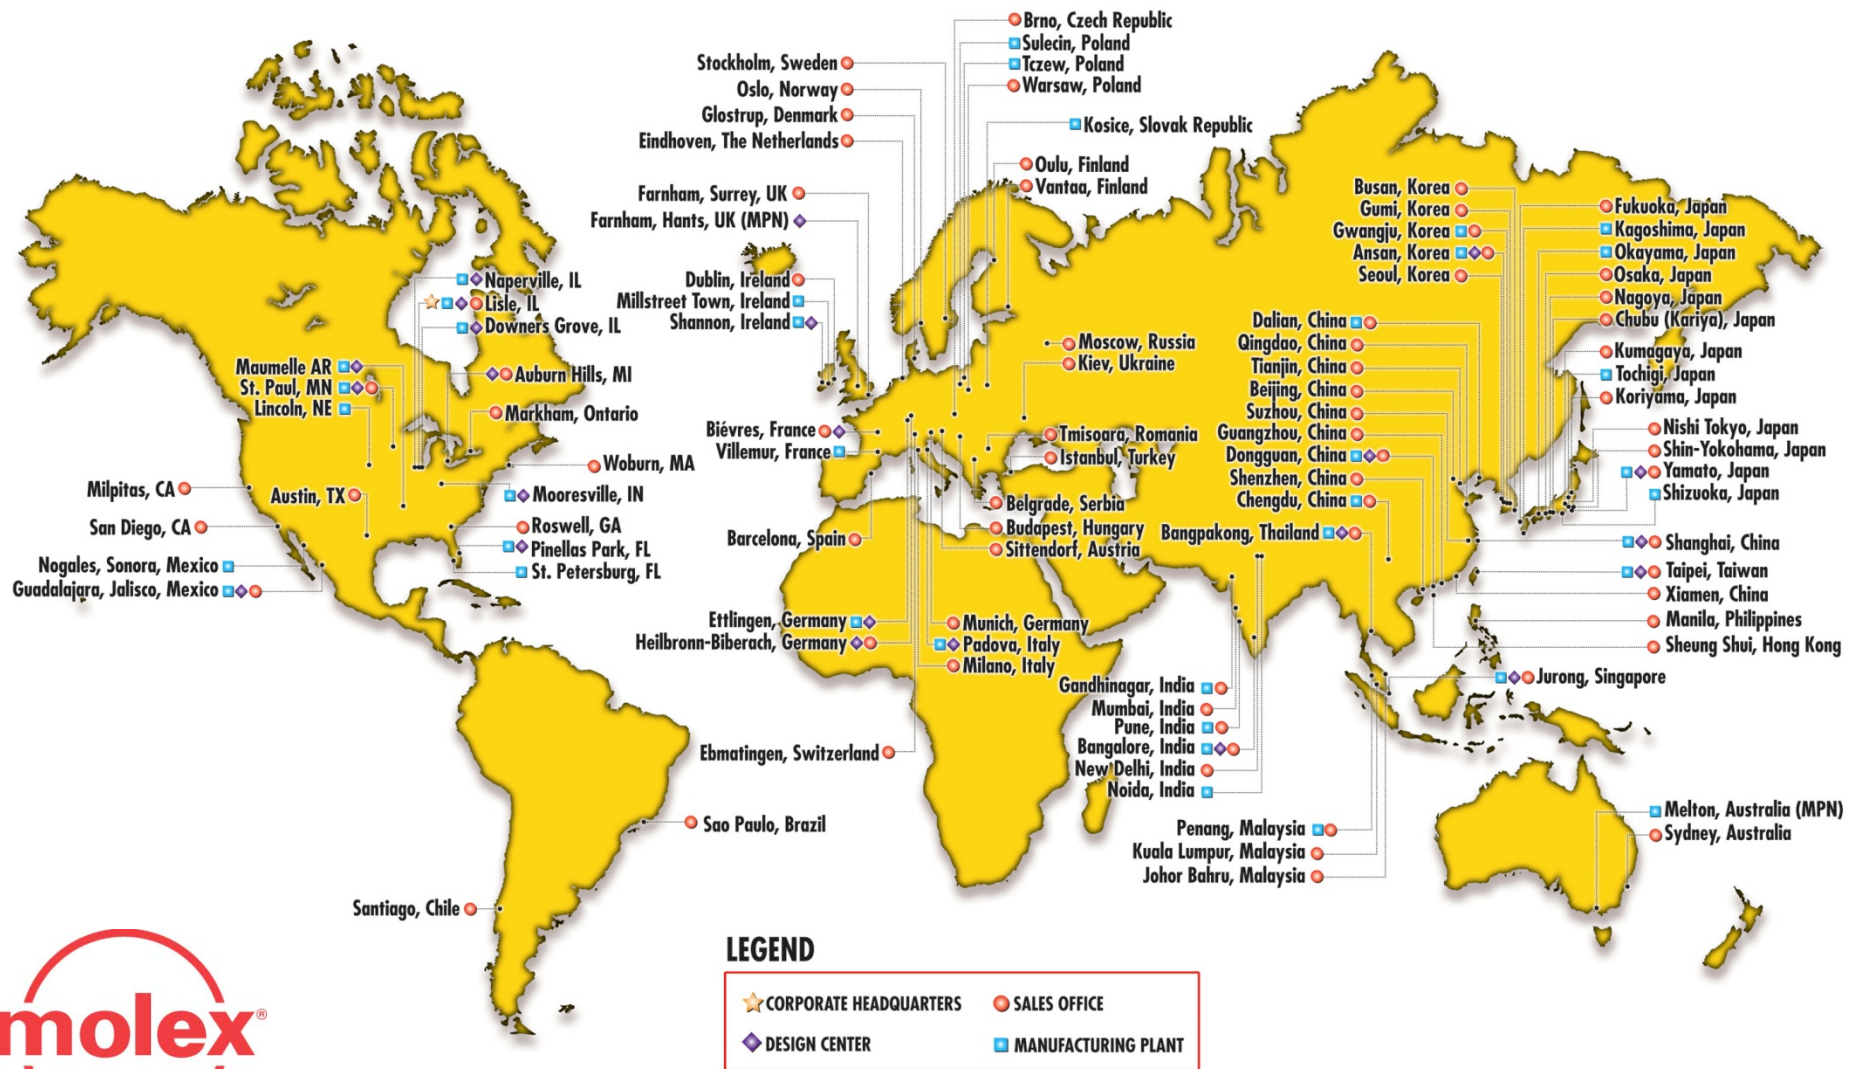 Brno, Czech Republic
Sulecin, Poland
Tczew, Poland
Warsaw, Poland
Kosice, Slovak Republic
Oulu, Finland
Vantaa, Finland
Stockholm, Sweden
Oslo, Norway
Glostrup, Denmark
Eindhoven, The Netherlands
Farnham, Surrey, UK
Farnham, Hants, UK (MPN)
Dublin, Ireland
Millstreet Town, Ireland
Shannon, Ireland
Naperville, IL
Lisle, IL
Downers Grove, IL
Maumelle AR
St. Paul, MN
Lincoln, NE
Auburn Hills, MI
Markham, Ontario
Woburn, MA
Mooresville, IN
Milpitas, CA
Austin, TX
San Diego, CA
Roswell, GA
Pinellas Park, FL
St. Petersburg, FL
Nogales, Sonora, Mexico
Guadalajara, Jalisco, Mexico
Moscow, Russia
Kiev, Ukraine
Biévres, France
Villemur, France
Tmisoara, Romania
Istanbul, Turkey
Belgrade, Serbia
Budapest, Hungary
Sittendorf, Austria
Barcelona, Spain
Ettlingen, Germany
Heilbronn-Biberach, Germany
Munich, Germany
Padova, Italy
Milano, Italy
Ebmatingen, Switzerland
Busan, Korea
Gumi, Korea
Gwangju, Korea
Ansan, Korea
Seoul, Korea
Fukuoka, Japan
Kagoshima, Japan
Okayama, Japan
Osaka, Japan
Nagoya, Japan
Chubu (Kariya), Japan
Kumagaya, Japan
Tochigi, Japan
Koriyama, Japan
Nishi Tokyo, Japan
Shin-Yokohama, Japan
Yamato, Japan
Shizuoka, Japan
Dalian, China
Qingdao, China
Tianjin, China
Beijing, China
Suzhou, China
Guangzhou, China
Dongguan, China
Shenzhen, China
Chengdu, China
Bangpakong, Thailand
Shanghai, China
Taipei, Taiwan
Xiamen, China
Manila, Philippines
Sheung Shui, Hong Kong
Jurong, Singapore
Gandhinagar, India
Mumbai, India
Pune, India
Bangalore, India
New Delhi, India
Noida, India
Penang, Malaysia
Kuala Lumpur, Malaysia
Johor Bahru, Malaysia
Melton, Australia (MPN)
Sydney, Australia
Sao Paulo, Brazil
Santiago, Chile
LEGEND
CORPORATE HEADQUARTERS
SALES OFFICE
DESIGN CENTER
MANUFACTURING PLANT
molex®